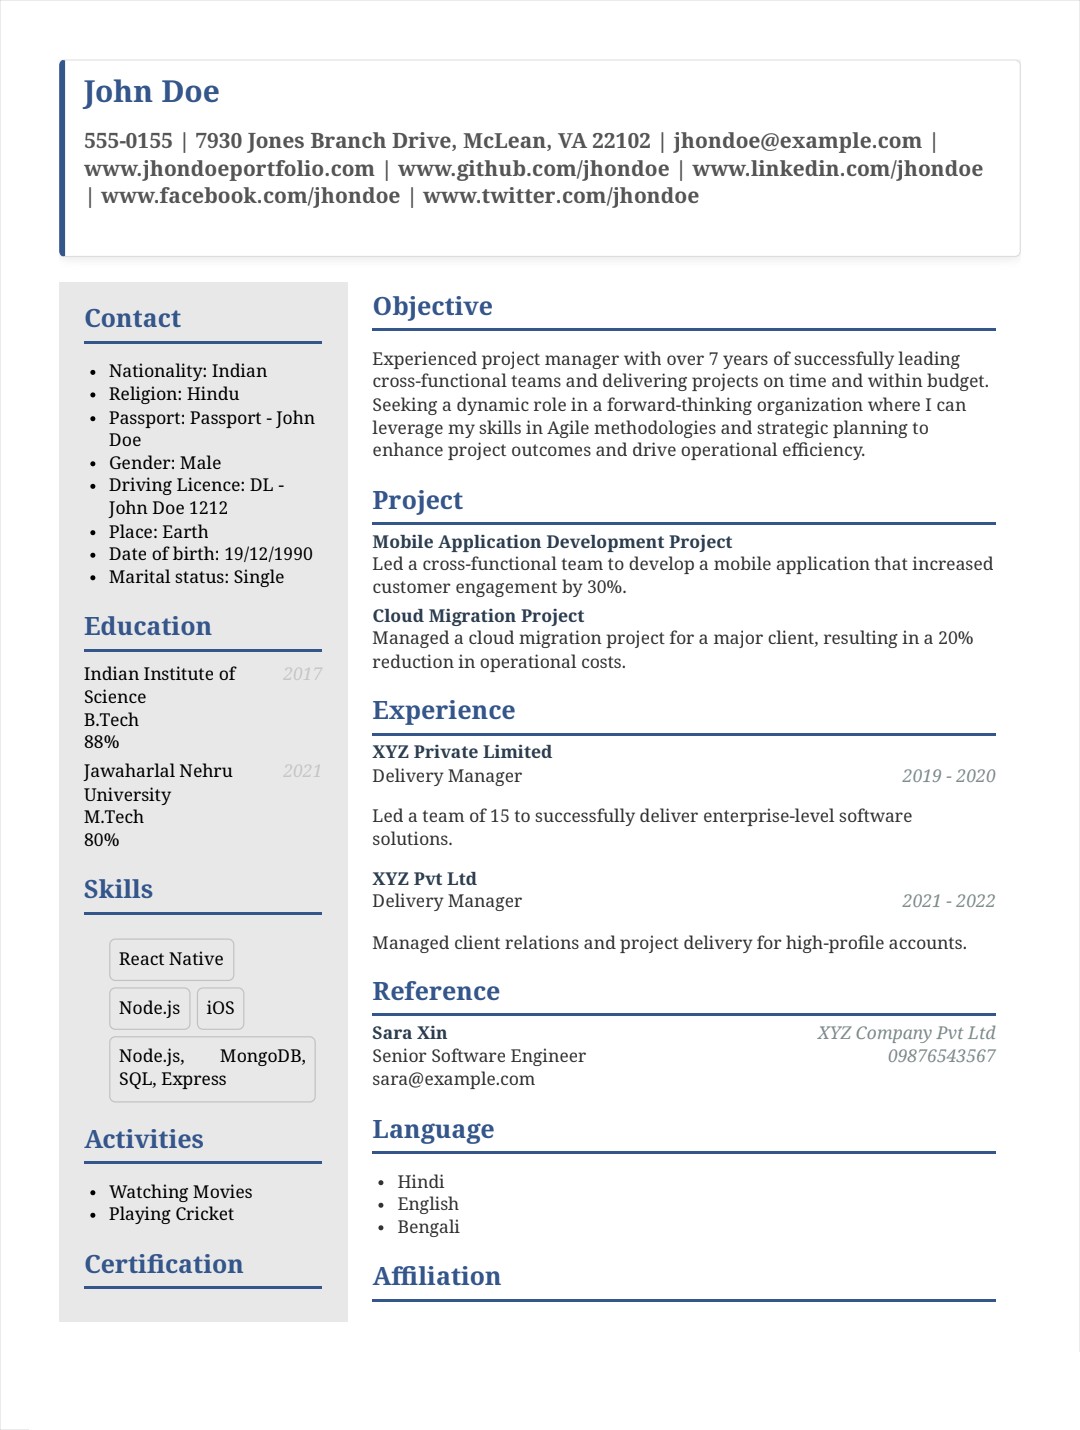 John Doe
555-0155 | 7930 Jones Branch Drive, McLean, VA 22102 | jhondoe@example.com |
www.jhondoeportfolio.com | www.github.com/jhondoe | www.linkedin.com/jhondoe
| www.facebook.com/jhondoe | www.twitter.com/jhondoe
Contact
• Nationality: Indian
• Religion: Hindu
• Passport: Passport - John
Doe
• Gender: Male
• Driving Licence: DL -
John Doe 1212
• Place: Earth
• Date of birth: 19/12/1990
• Marital status: Single
Education
Indian Institute of 2017
Science
B.Tech
88%
Jawaharlal Nehru 2021
University
M.Tech
80%
Skills
React Native
Node.js iOS
Node.js, MongoDB,
SQL, Express
Activities
• Watching Movies
• Playing Cricket
Certification
Objective
Experienced project manager with over 7 years of successfully leading
cross-functional teams and delivering projects on time and within budget.
Seeking a dynamic role in a forward-thinking organization where I can
leverage my skills in Agile methodologies and strategic planning to
enhance project outcomes and drive operational efficiency.
Project
Mobile Application Development Project
Led a cross-functional team to develop a mobile application that increased
customer engagement by 30%.
Cloud Migration Project
Managed a cloud migration project for a major client, resulting in a 20%
reduction in operational costs.
Experience
XYZ Private Limited
Delivery Manager 2019 - 2020
Led a team of 15 to successfully deliver enterprise-level software
solutions.
XYZ Pvt Ltd
Delivery Manager 2021 - 2022
Managed client relations and project delivery for high-profile accounts.
Reference
Sara Xin XYZ Company Pvt Ltd
Senior Software Engineer 09876543567
sara@example.com
Language
• Hindi
• English
• Bengali
Affiliation